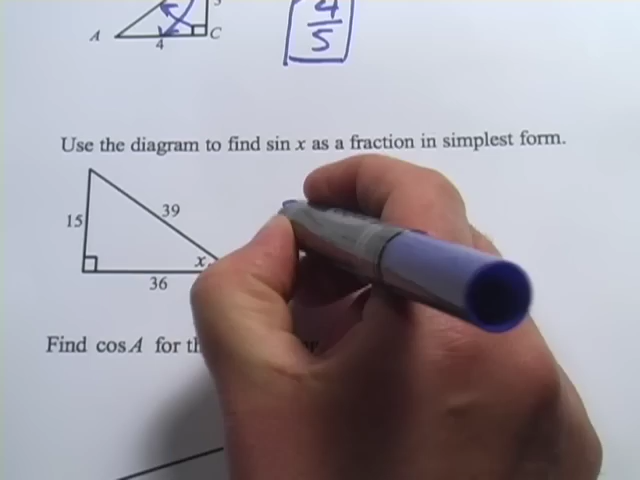 A 4 C
4
5
Use the diagram to find sin x as a fraction in simplest form.
15 39
x
36
Find cos A for